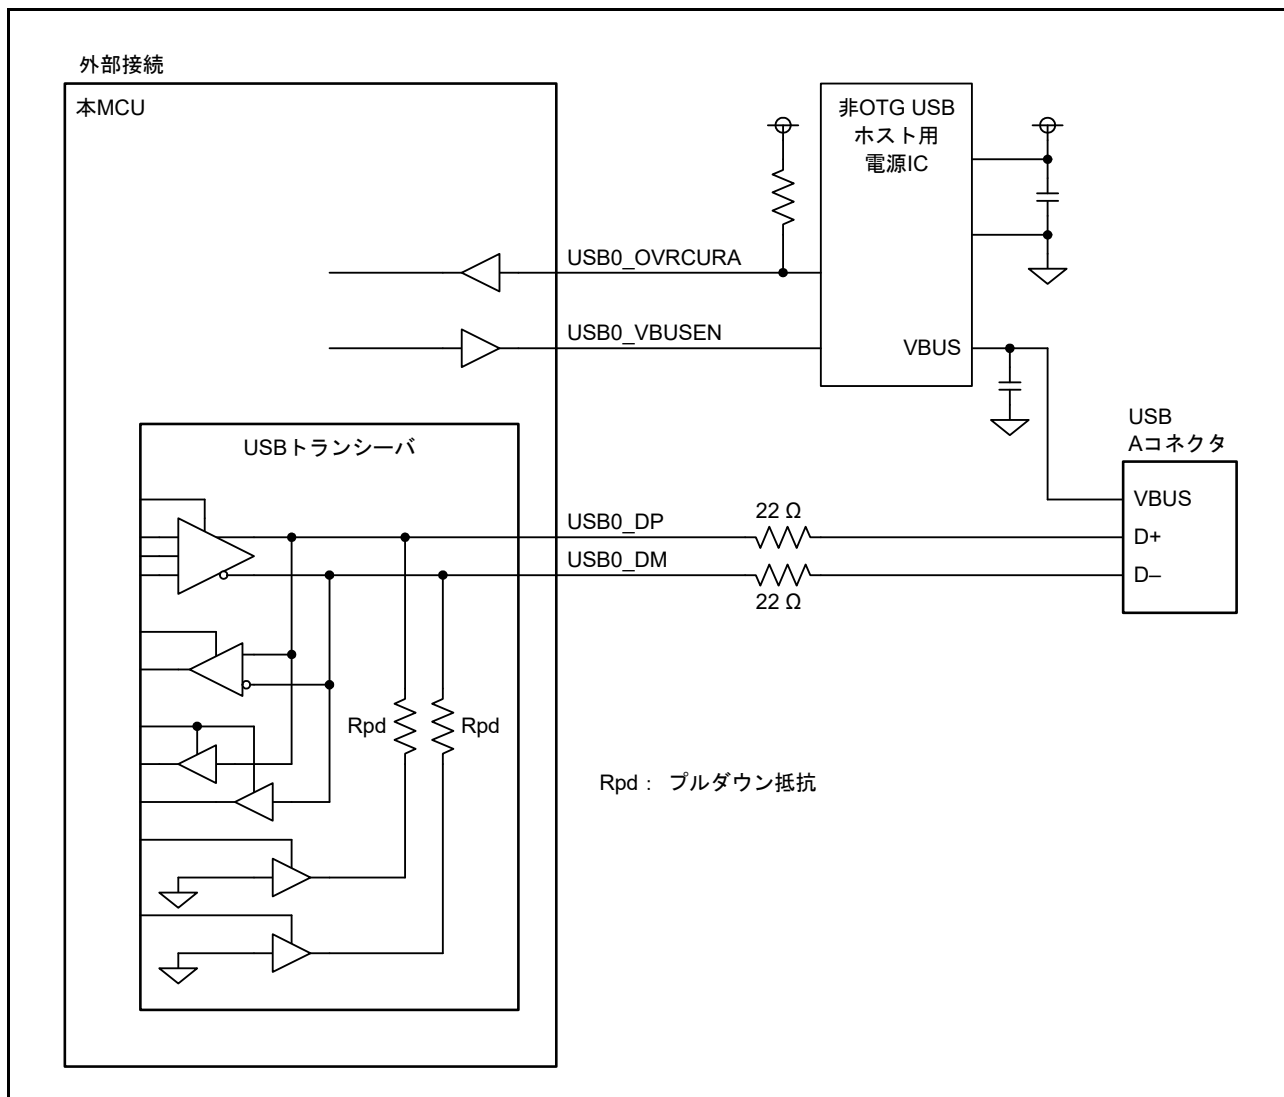 外部接続
本MCU
非OTG USB
ホスト用
電源IC
USB0_OVRCURA
USB0_VBUSEN
VBUS
USB
Aコネクタ
USBトランシーバ
VBUS
22 Ω
USB0_DP
D+
USB0_DM
D–
22 Ω
Rpd
Rpd
Rpd : プルダウン抵抗